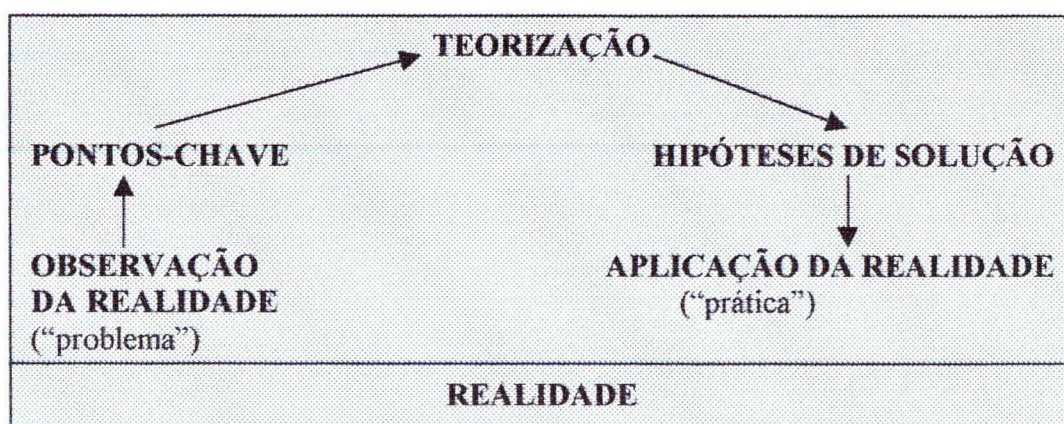 TEORIZAÇÃO
PONTOS-CHAVE
HIPÓTESES DE SOLUÇÃO
OBSERVAÇÃO
DA REALIDADE
(“problema”)
APLICAÇÃO DA REALIDADE
(“prática”)
REALIDADE